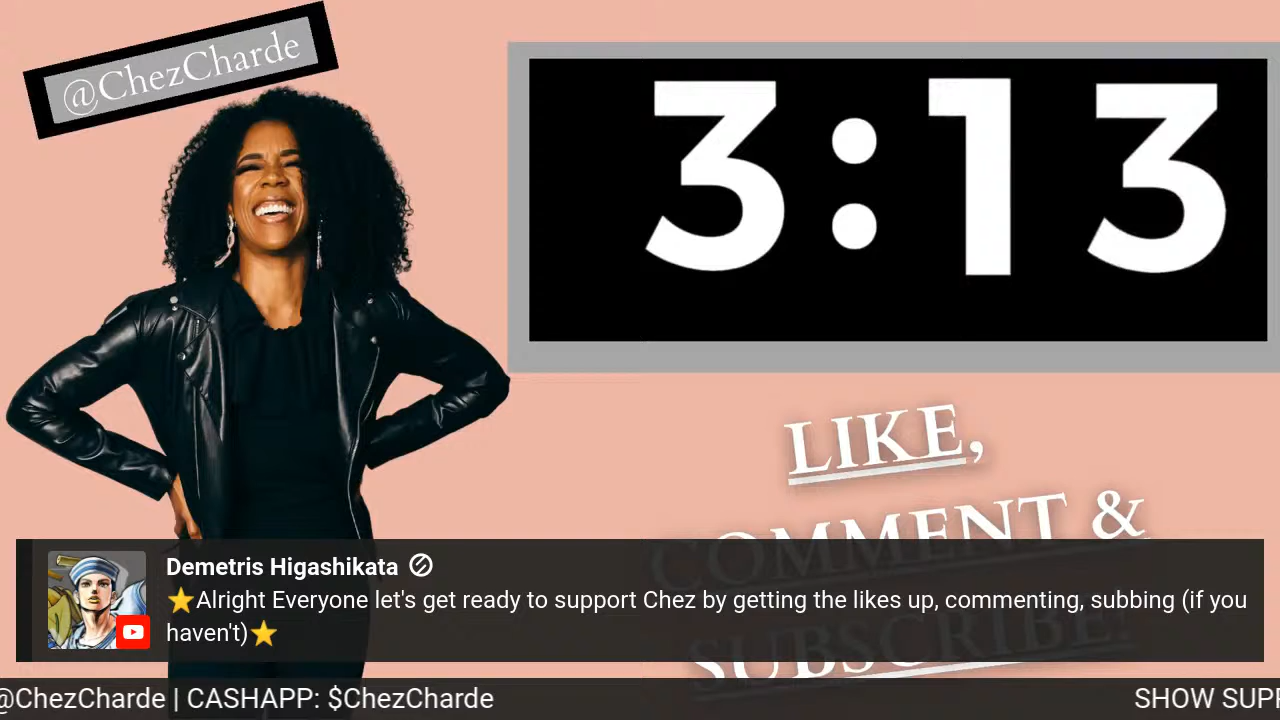 @ChezCharde
3:13
LIKE,
COMMENT &
SUBSCRIBE!
Demetris Higashikata
⭐Alright Everyone let's get ready to support Chez by getting the likes up, commenting, subbing (if you
haven't)⭐
@ChezCharde | CASHAPP: $ChezCharde
SHOW